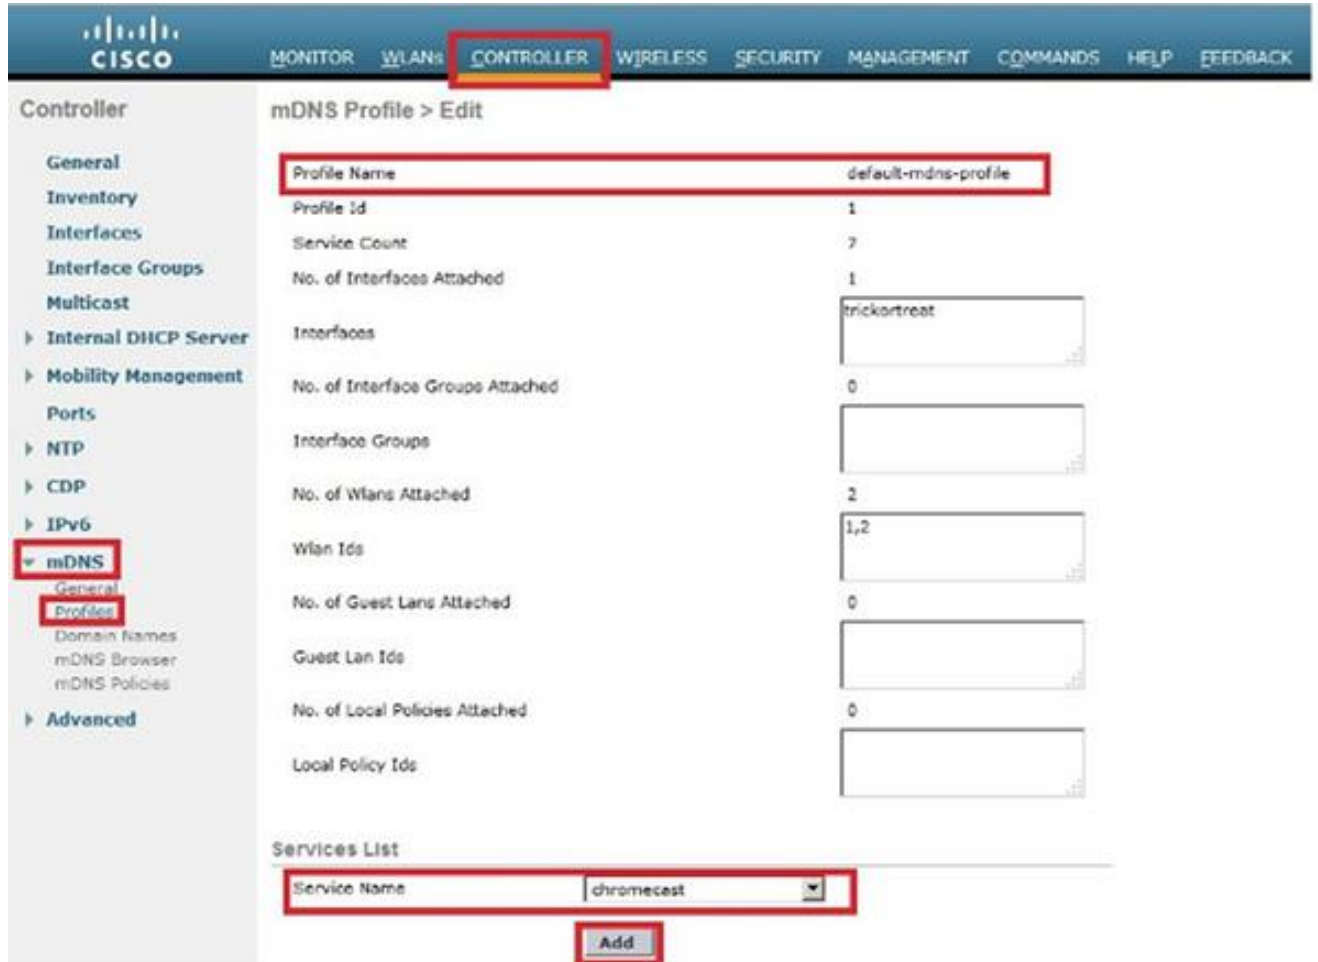 CISCO
MONITOR WLANs CONTROLLER WIRELESS SECURITY MANAGEMENT COMMANDS HELP FEEDBACK
Controller
General
Inventory
Interfaces
Interface Groups
Multicast
Internal DHCP Server
Mobility Management
Ports
NTP
CDP
IPv6
mDNS
General
Profiles
Domain Names
mDNS Browser
mDNS Policies
Advanced
mDNS Profile > Edit
Profile Name default-mdns-profile
Profile Id 1
Service Count 7
No. of Interfaces Attached 1
Interfaces trickortreat
No. of Interface Groups Attached 0
Interface Groups
No. of Wlans Attached 2
Wlan Ids 1,2
No. of Guest Lans Attached 0
Guest Lan Ids
No. of Local Policies Attached 0
Local Policy Ids
Services List
Service Name chromecast
Add